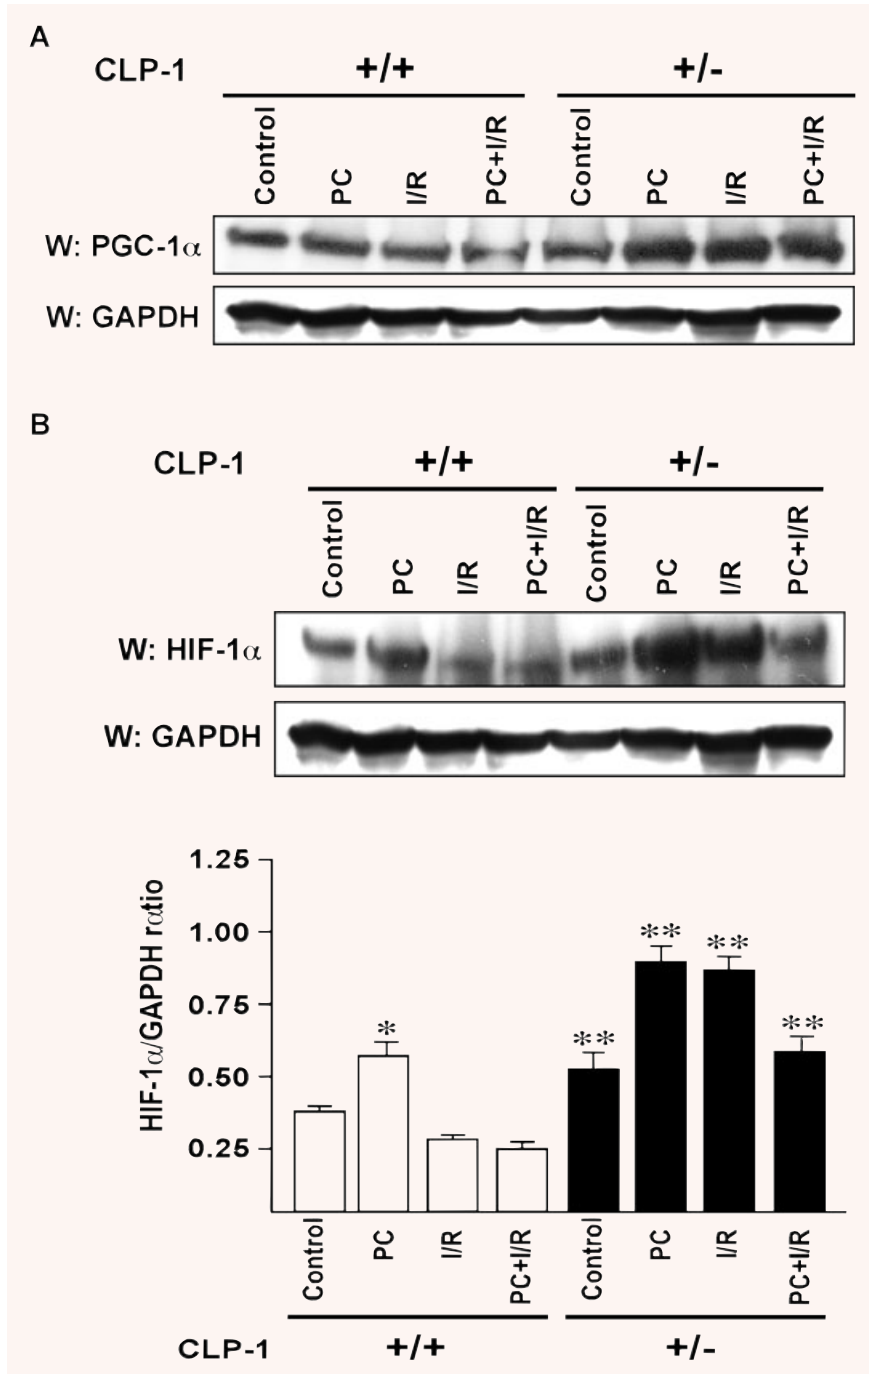 A
CLP-1 +/+ +/-
Control PC I/R PC+I/R Control PC I/R PC+I/R
W: PGC-1α
W: GAPDH
B
CLP-1 +/+ +/-
Control PC I/R PC+I/R Control PC I/R PC+I/R
W: HIF-1α
W: GAPDH
HIF-1α/GAPDH rαtio
1.25
1.00
0.75
0.50
0.25
* ** ** ** **
Control PC I/R PC+I/R Control PC I/R PC+I/R
CLP-1 +/+ +/-